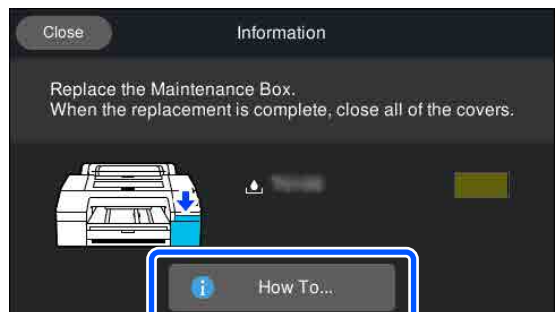 Close
Information
Replace the Maintenance Box.
When the replacement is complete, close all of the covers.
How To...